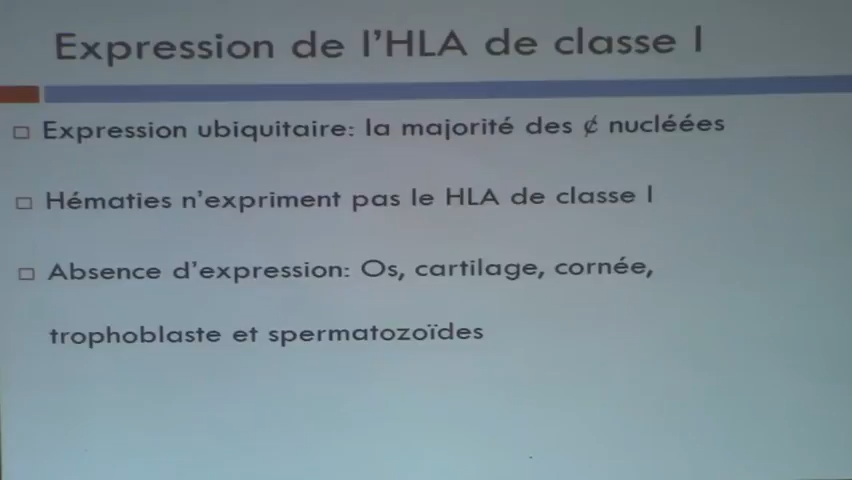 Expression de l'HLA de classe I
Expression ubiquitaire: la majorité des ¢ nucléées
Hématies n'expriment pas le HLA de classe I
Absence d'expression: Os, cartilage, cornée,
trophoblaste et spermatozoïdes